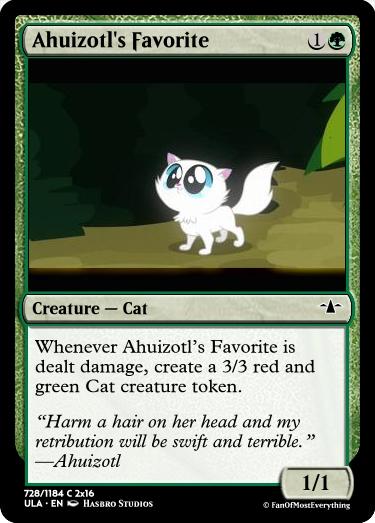 Ahuizotl's Favorite 1
Creature — Cat
Whenever Ahuizotl's Favorite is
dealt damage, create a 3/3 red and
green Cat creature token.
“Harm a hair on her head and my
retribution will be swift and terrible.”
—Ahuizotl
1/1
728/1184 C 2x16
ULA • EN Hasbro Studios
© FanOfMostEverything